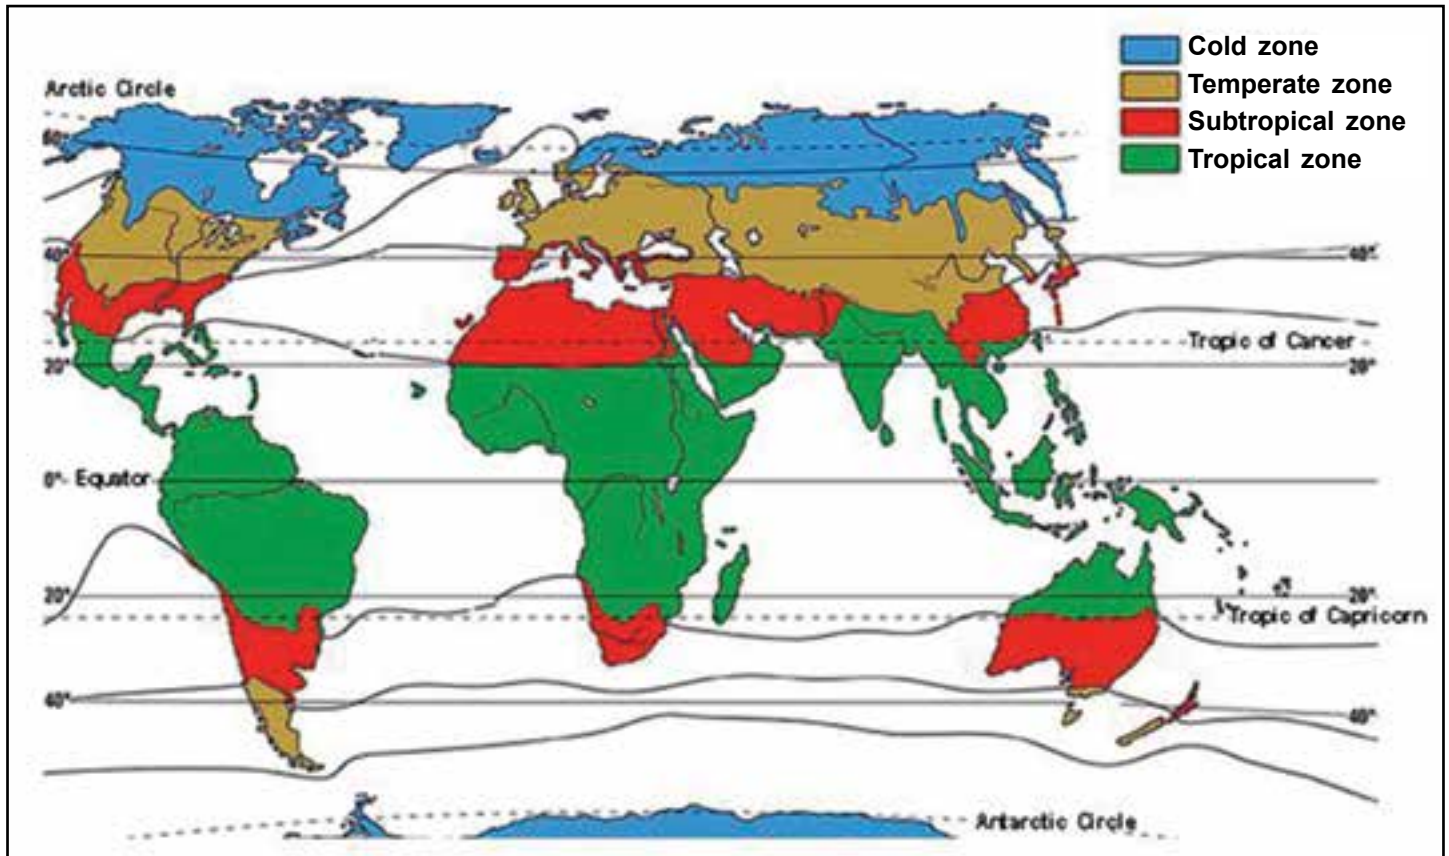 Cold zone
Temperate zone
Subtropical zone
Tropical zone
Arctic Circle
60°
40°
40°
Tropic of Cancer
20°
20°
0° Equator
20°
20°
Tropic of Capricorn
40°
40°
Antarctic Circle